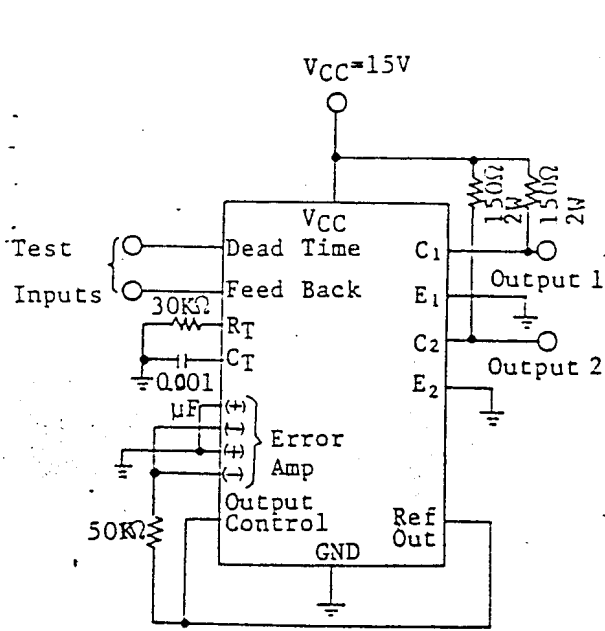 VCC=15V
150Ω
2W
150Ω
2W
VCC
Test
Inputs
Dead Time
Feed Back
30KΩ
RT
CT
0.001
µF
(+)
(-)
(+)
(-)
Error
Amp
Output
Control
50KΩ
GND
C1
Output 1
E1
C2
Output 2
E2
Ref
Out